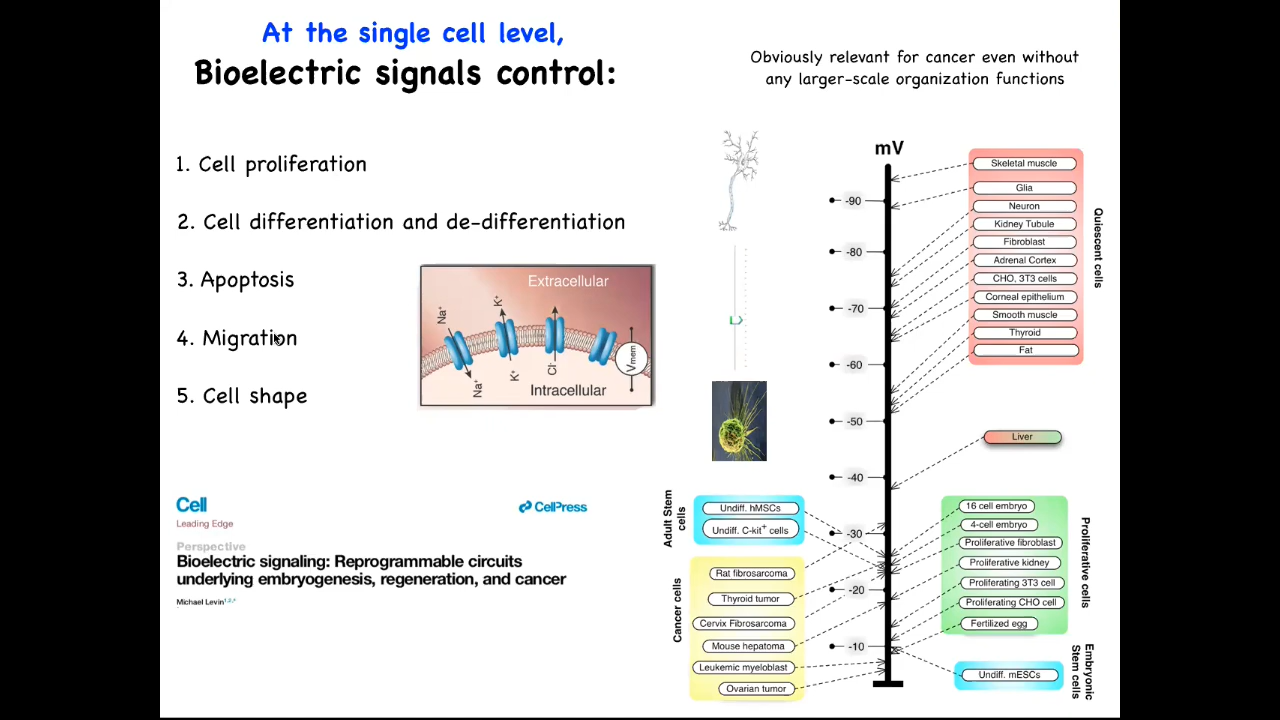 At the single cell level,
Bioelectric signals control:
Obviously relevant for cancer even without
any larger-scale organization functions
1. Cell proliferation
2. Cell differentiation and de-differentiation
3. Apoptosis
4. Migration
5. Cell shape
Extracellular
Na⁺
K⁺
Na⁺
K⁺
Cl⁻
Vmem
Intracellular
Cell
Leading Edge
CellPress
Perspective
Bioelectric signaling: Reprogrammable circuits
underlying embryogenesis, regeneration, and cancer
Michael Levin1,2,*
mV
-90
-80
-70
-60
-50
-40
-30
-20
-10
Skeletal muscle
Glia
Neuron
Kidney Tubule
Fibroblast
Adrenal Cortex
CHO, 3T3 cells
Corneal epithelium
Smooth muscle
Thyroid
Fat
Quiescent cells
Liver
Adult Stem
cells
Undiff. hMSCs
Undiff. C-kit⁺ cells
Cancer cells
Rat fibrosarcoma
Thyroid tumor
Cervix Fibrosarcoma
Mouse hepatoma
Leukemic myeloblast
Ovarian tumor
16 cell embryo
4-cell embryo
Proliferative fibroblast
Proliferative kidney
Proliferating 3T3 cell
Proliferating CHO cell
Fertilized egg
Proliferative cells
Undiff. mESCs
Embryonic
Stem cells